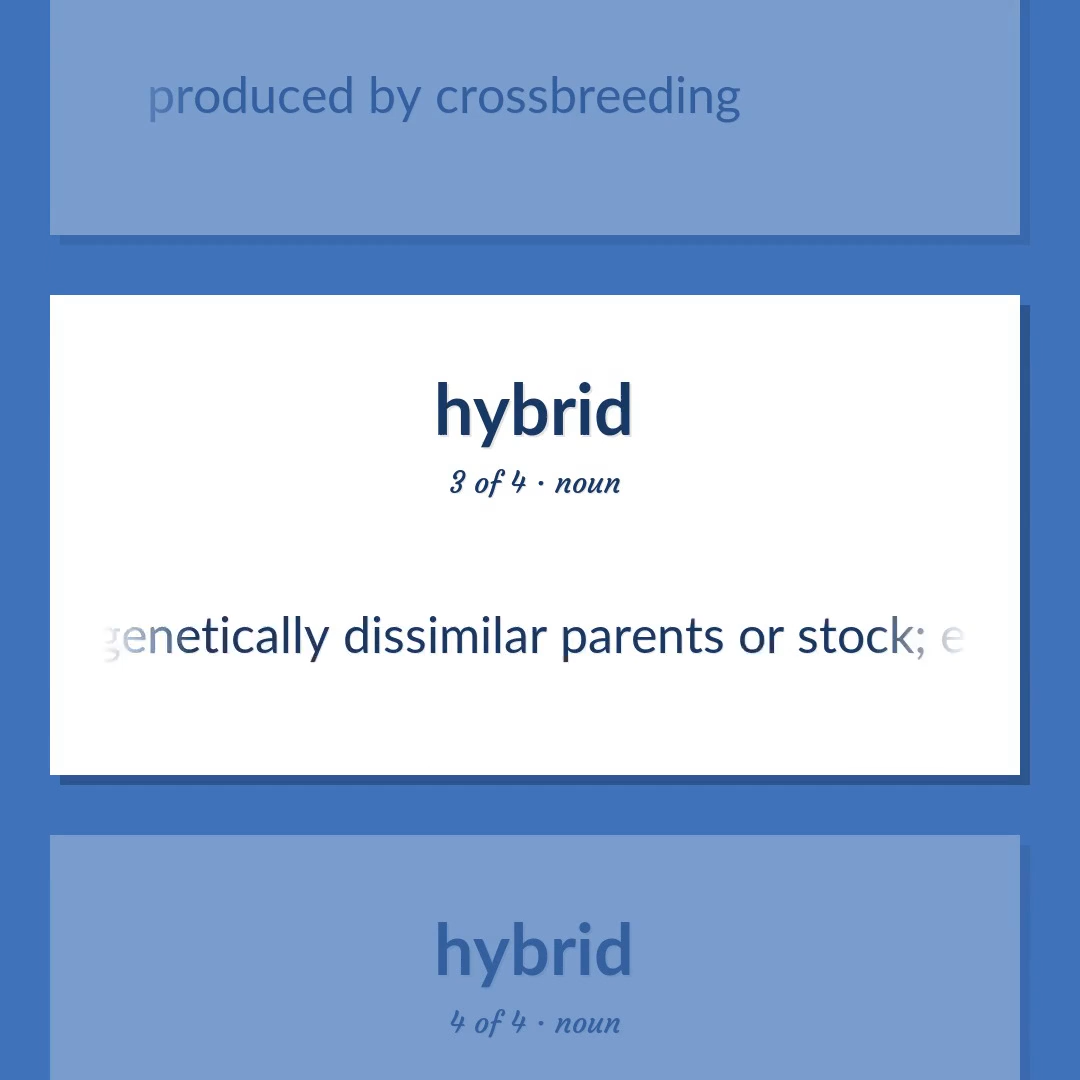 produced by crossbreeding
hybrid
3 of 4 · noun
genetically dissimilar parents or stock; e
hybrid
4 of 4 · noun